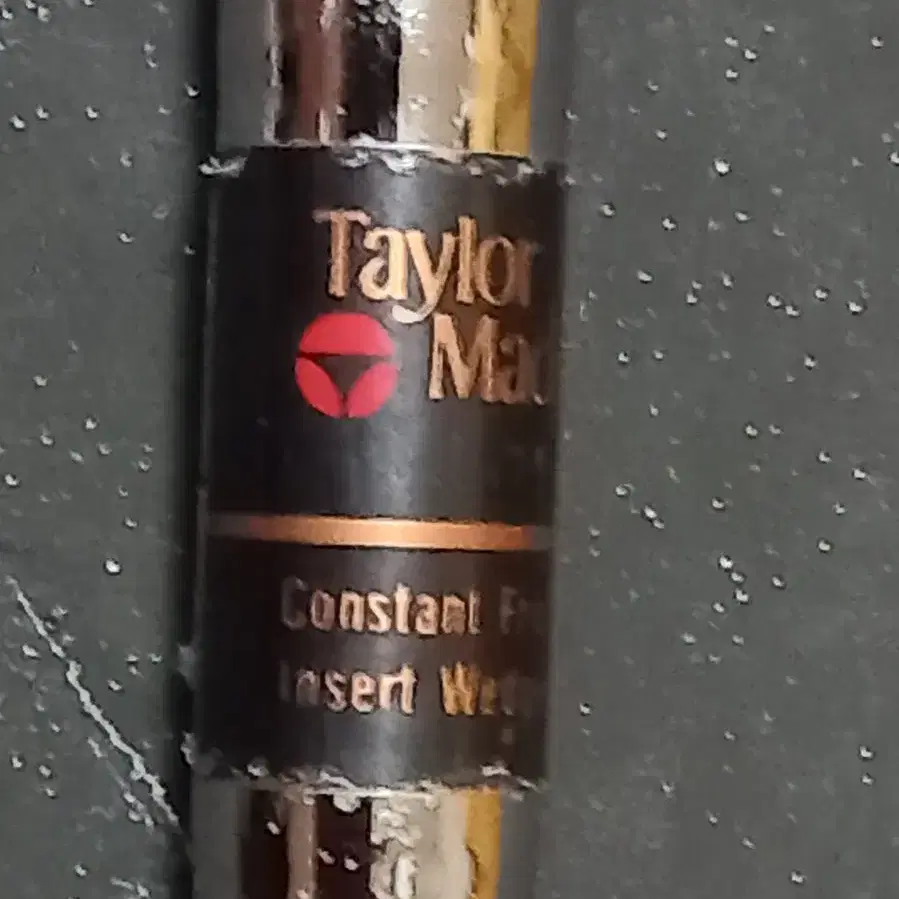 Taylor
Ma
Constant
Insert